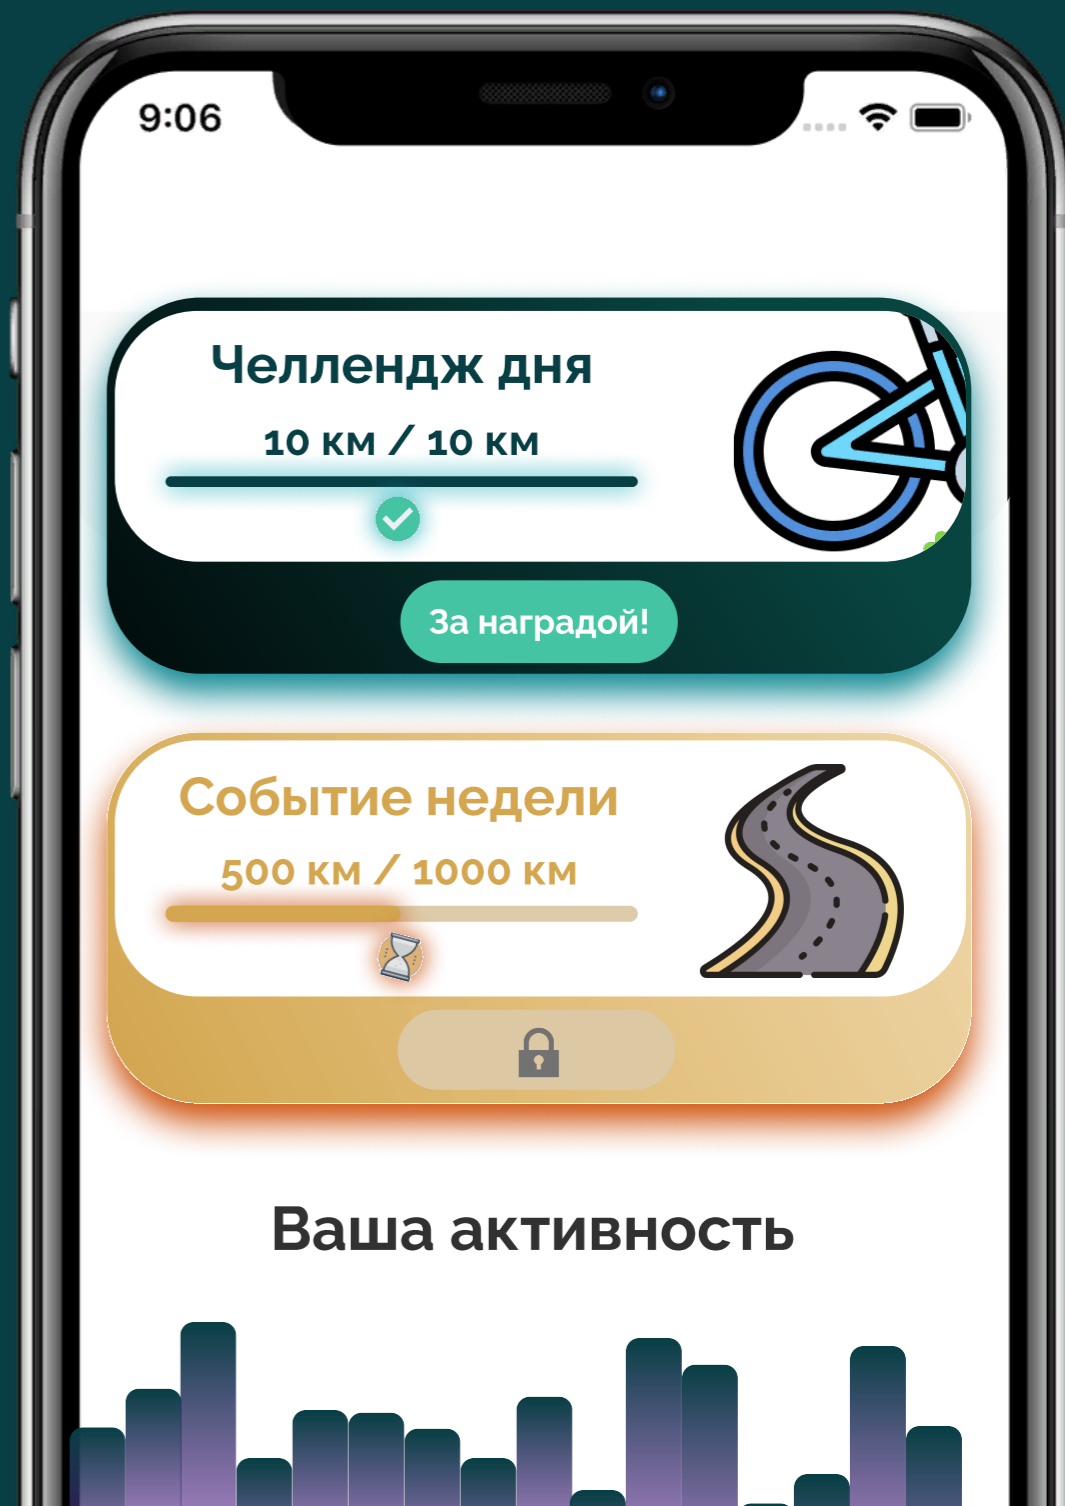 9:06
Челлендж дня
10 км / 10 км
За наградой!
Событие недели
500 км / 1000 км
Ваша активность